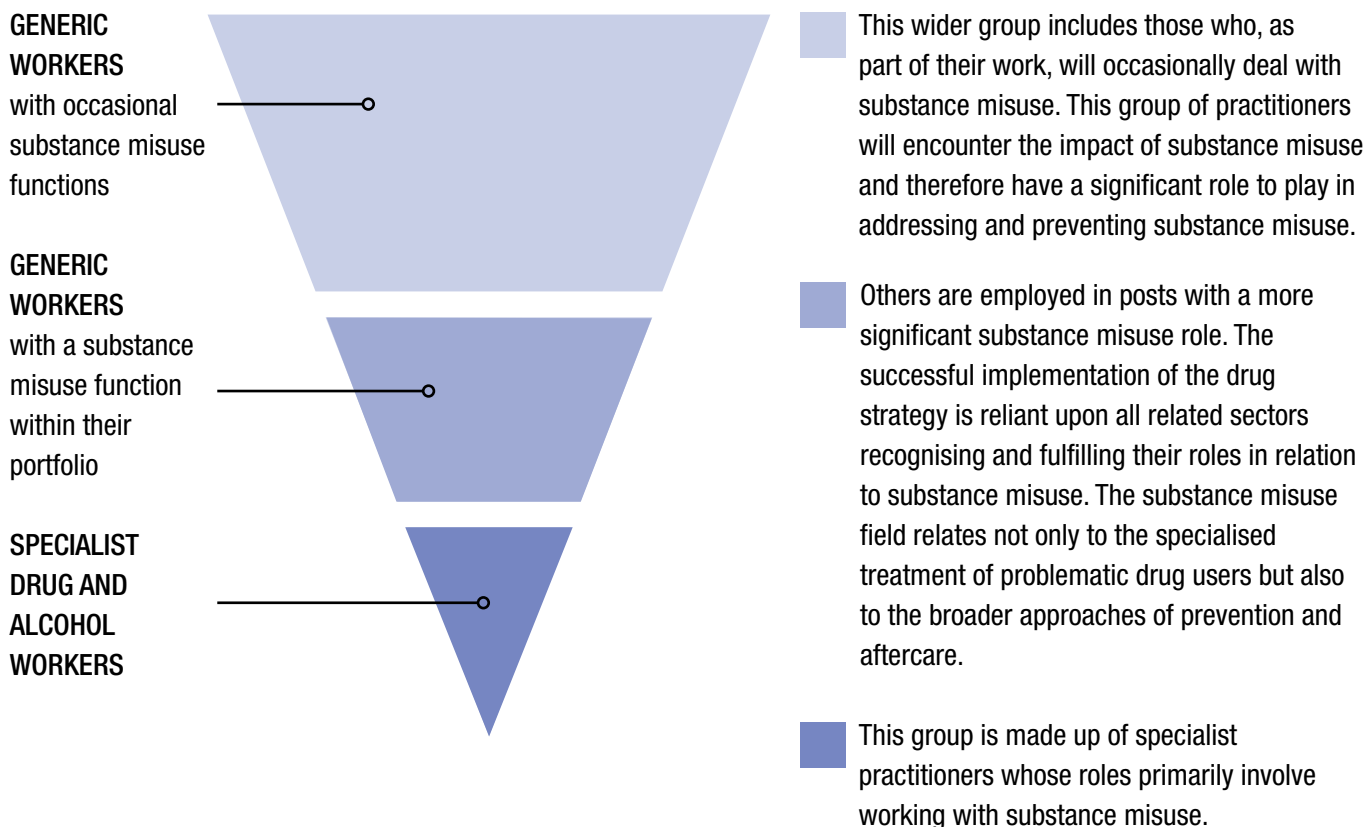 GENERIC
WORKERS
with occasional
substance misuse
functions
GENERIC
WORKERS
with a substance
misuse function
within their
portfolio
SPECIALIST
DRUG AND
ALCOHOL
WORKERS
This wider group includes those who, as
part of their work, will occasionally deal with
substance misuse. This group of practitioners
will encounter the impact of substance misuse
and therefore have a significant role to play in
addressing and preventing substance misuse.
Others are employed in posts with a more
significant substance misuse role. The
successful implementation of the drug
strategy is reliant upon all related sectors
recognising and fulfilling their roles in relation
to substance misuse. The substance misuse
field relates not only to the specialised
treatment of problematic drug users but also
to the broader approaches of prevention and
aftercare.
This group is made up of specialist
practitioners whose roles primarily involve
working with substance misuse.